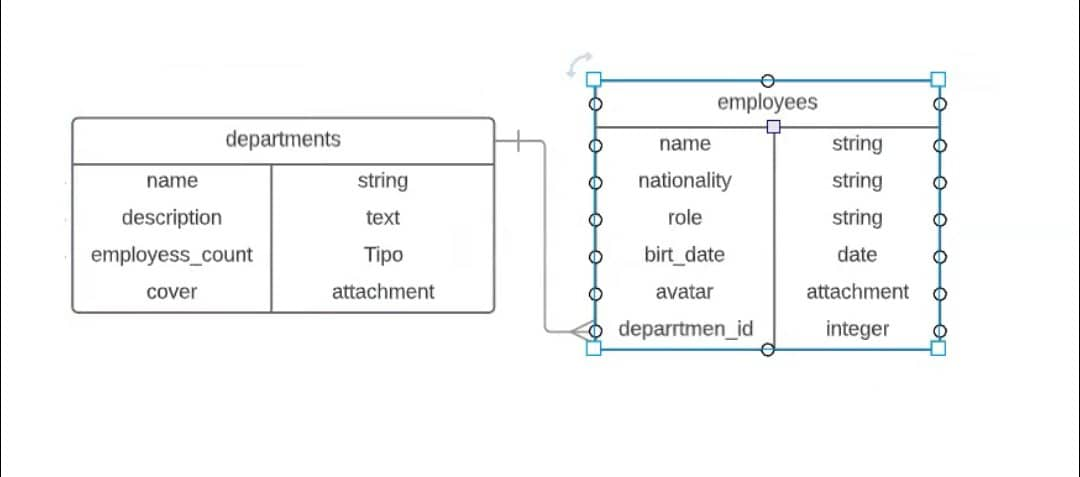 departments
name string
description text
employess_count Tipo
cover attachment
employees
name string
nationality string
role string
birt_date date
avatar attachment
deparrtmen_id integer